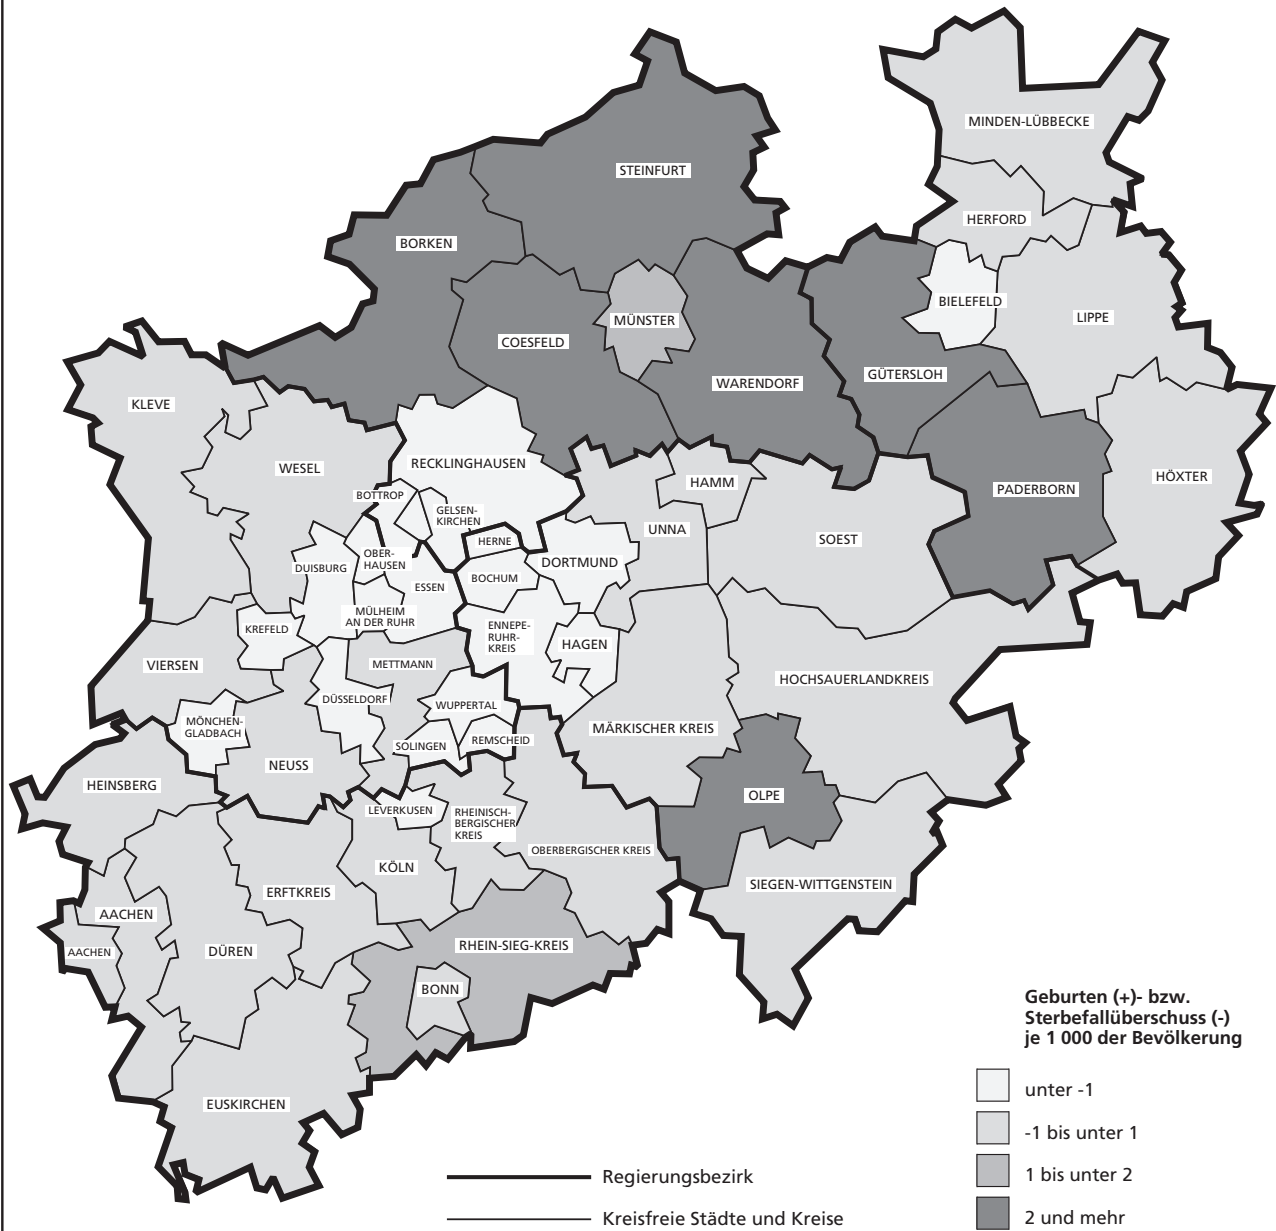 MINDEN-LÜBBECKE
STEINFURT
HERFORD
BORKEN
BIELEFELD
LIPPE
MÜNSTER
COESFELD
GÜTERSLOH
WARENDORF
KLEVE
RECKLINGHAUSEN
WESEL
HÖXTER
HAMM
PADERBORN
BOTTROP
GELSEN-
KIRCHEN
UNNA
SOEST
HERNE
OBER-
HAUSEN
DORTMUND
DUISBURG
BOCHUM
ESSEN
MÜLHEIM
AN DER RUHR
KREFELD
ENNEPE-
RUHR-
KREIS
HAGEN
VIERSEN
METTMANN
HOCHSAUERLANDKREIS
DÜSSELDORF
WUPPERTAL
MÖNCHEN-
GLADBACH
MÄRKISCHER KREIS
REMSCHEID
SOLINGEN
NEUSS
HEINSBERG
OLPE
LEVERKUSEN
RHEINISCH-
BERGISCHER
KREIS
OBERBERGISCHER KREIS
KÖLN
SIEGEN-WITTGENSTEIN
ERFTKREIS
AACHEN
RHEIN-SIEG-KREIS
AACHEN
DÜREN
BONN
EUSKIRCHEN
Geburten (+)- bzw.
Sterbefallüberschuss (-)
je 1 000 der Bevölkerung
unter -1
-1 bis unter 1
1 bis unter 2
2 und mehr
Regierungsbezirk
Kreisfreie Städte und Kreise